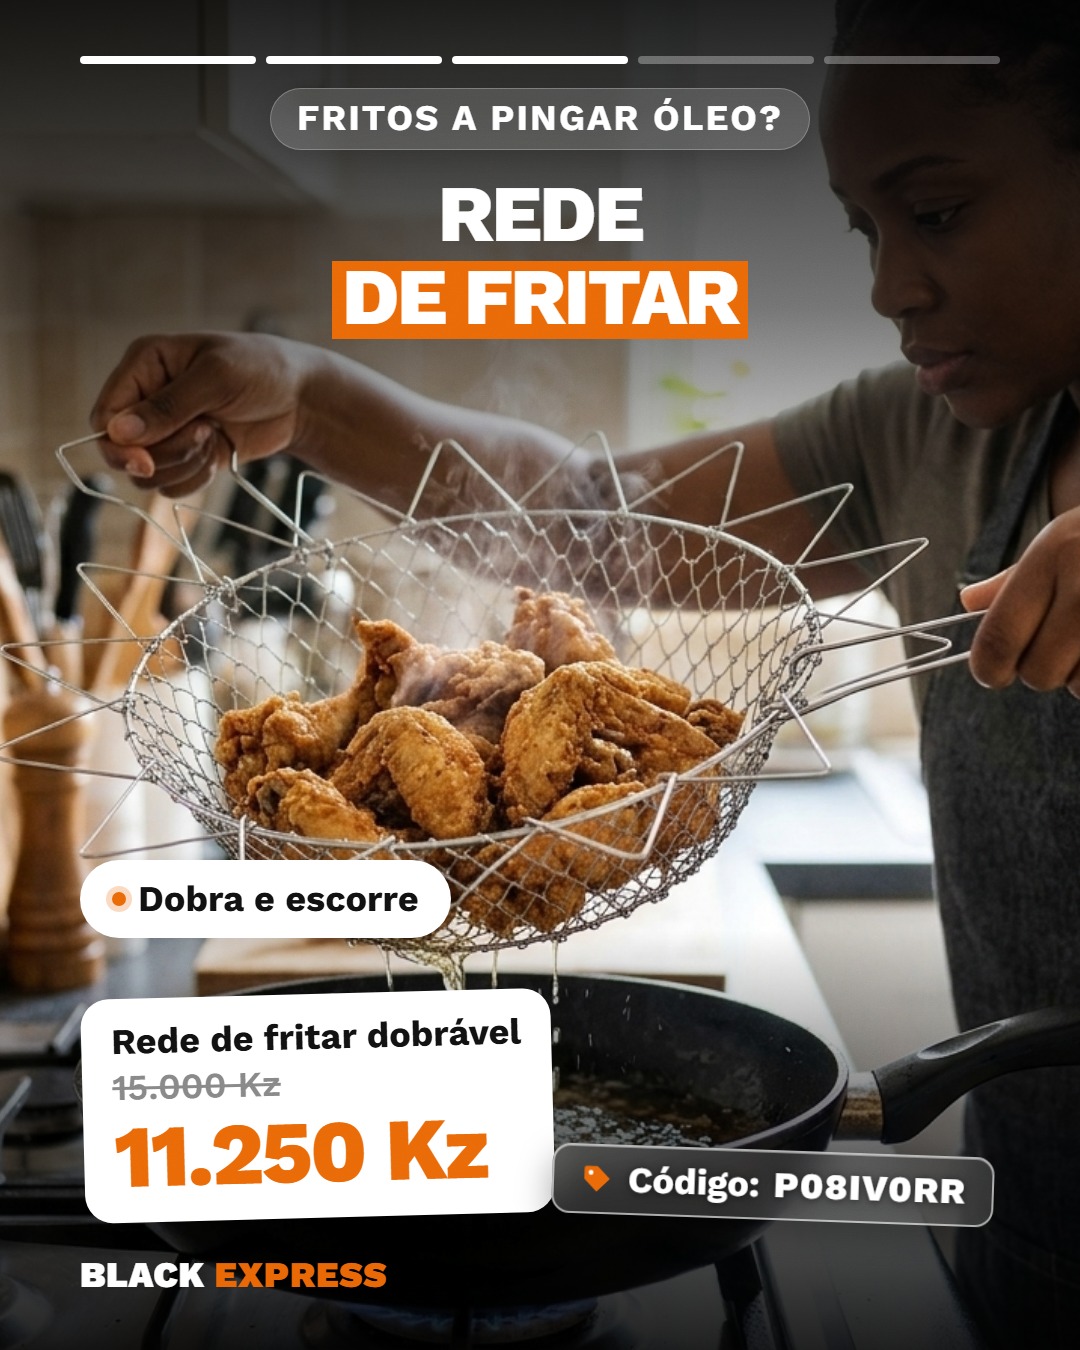 FRITOS A PINGAR ÓLEO?
REDE
DE FRITAR
Dobra e escorre
Rede de fritar dobrável
15.000 Kz
11.250 Kz
Código: P08IV0RR
BLACK EXPRESS